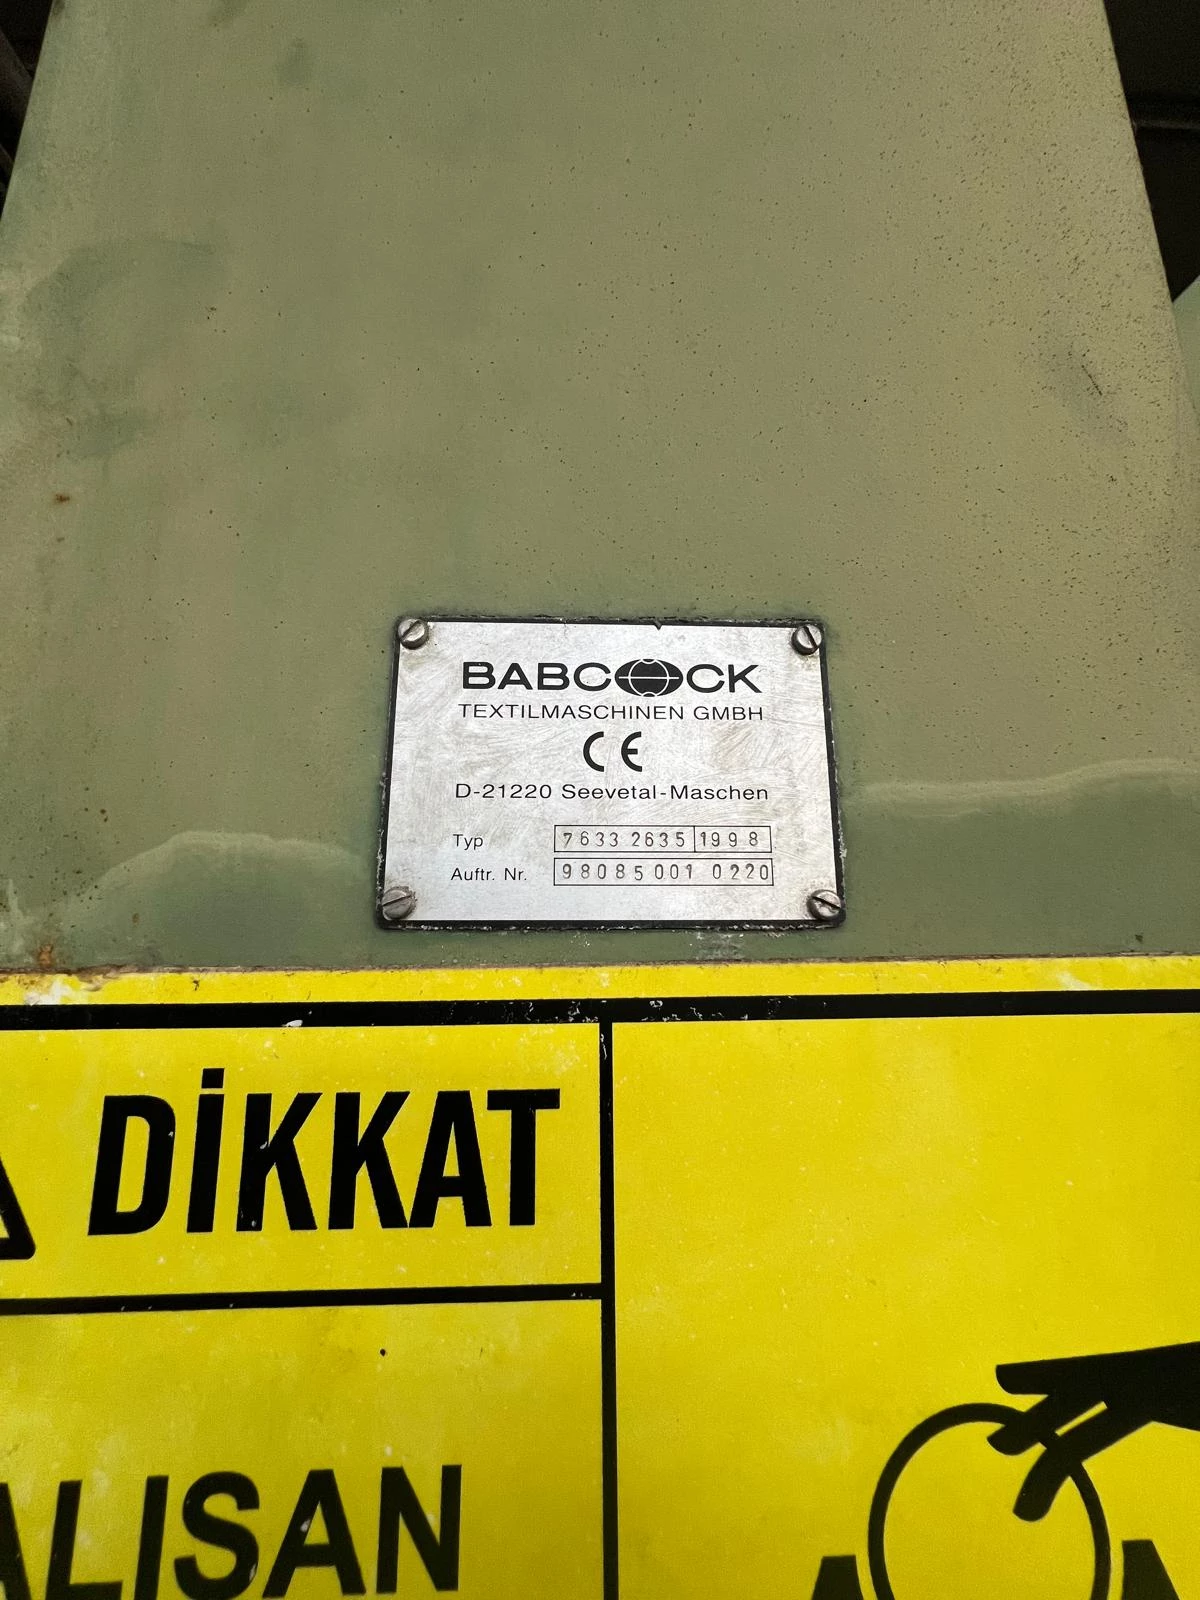 BABCOCK
TEXTILMASCHINEN GMBH
CE
D-21220 Seevetal-Maschen
Typ 7633 2635 1998
Auftr. Nr. 98085001 0220
DİKKAT
ALISAN